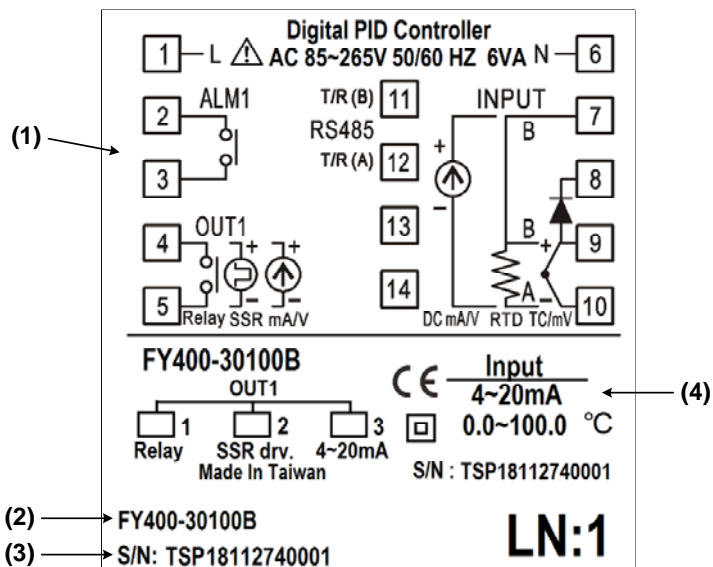 Digital PID Controller
1 L AC 85~265V 50/60 HZ 6VA N 6
2 ALM1 T/R (B) 11 INPUT 7
(1) RS485 B
3 T/R (A) 12 + 8
13 −
4 OUT1 B + 9
+ +
14
5 − − A − 10
Relay SSR mA/V DC mA/V RTD TC/mV
FY400-30100B
OUT1
1 2 3
Relay SSR drv. 4~20mA
Made In Taiwan
CE Input
4~20mA (4)
0.0~100.0 °C
S/N : TSP18112740001
(2) FY400-30100B
(3) S/N: TSP18112740001
LN:1